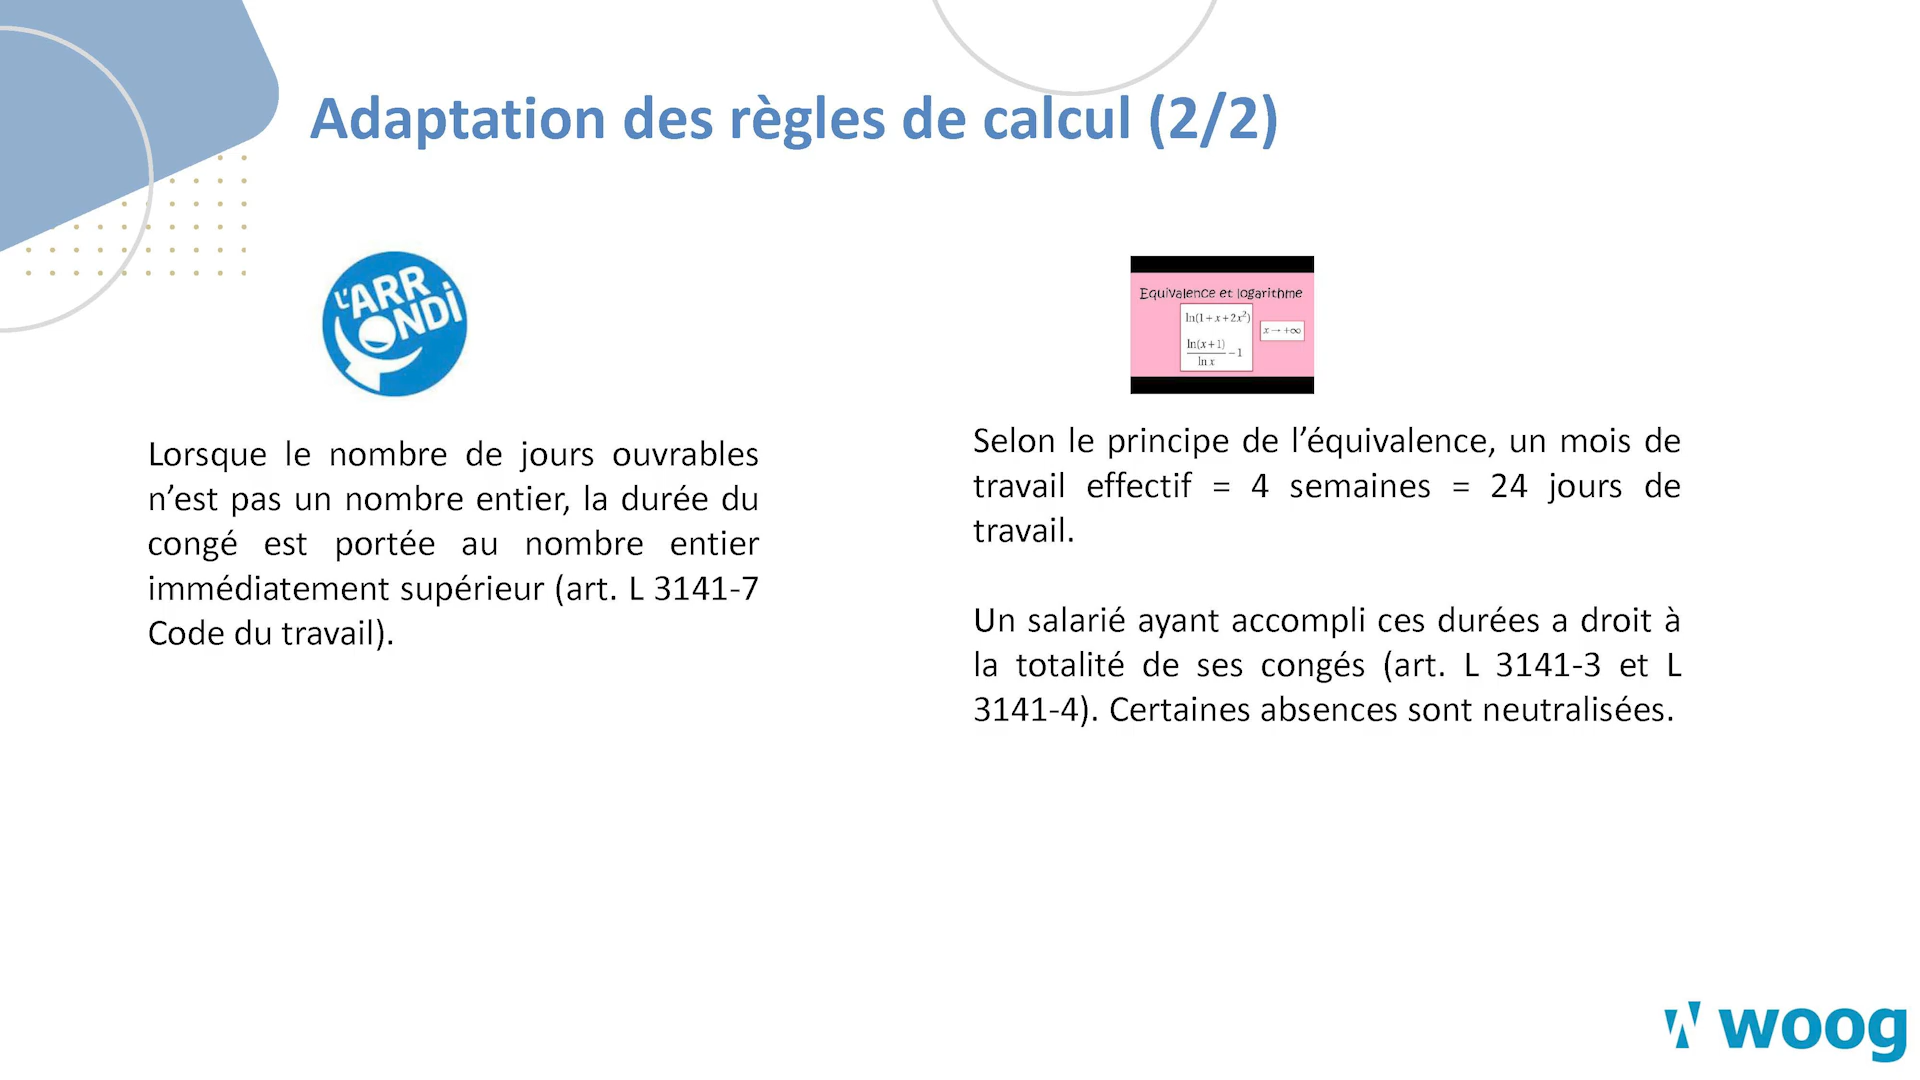 Adaptation des règles de calcul (2/2)
L'ARR
ONDI
Lorsque le nombre de jours ouvrables
n’est pas un nombre entier, la durée du
congé est portée au nombre entier
immédiatement supérieur (art. L 3141-7
Code du travail).
Equivalence et logarithme
ln(1+x+2x²)
x→+∞
ln(x+1)
ln x
−1
Selon le principe de l’équivalence, un mois de
travail effectif = 4 semaines = 24 jours de
travail.
Un salarié ayant accompli ces durées a droit à
la totalité de ses congés (art. L 3141-3 et L
3141-4). Certaines absences sont neutralisées.
woog